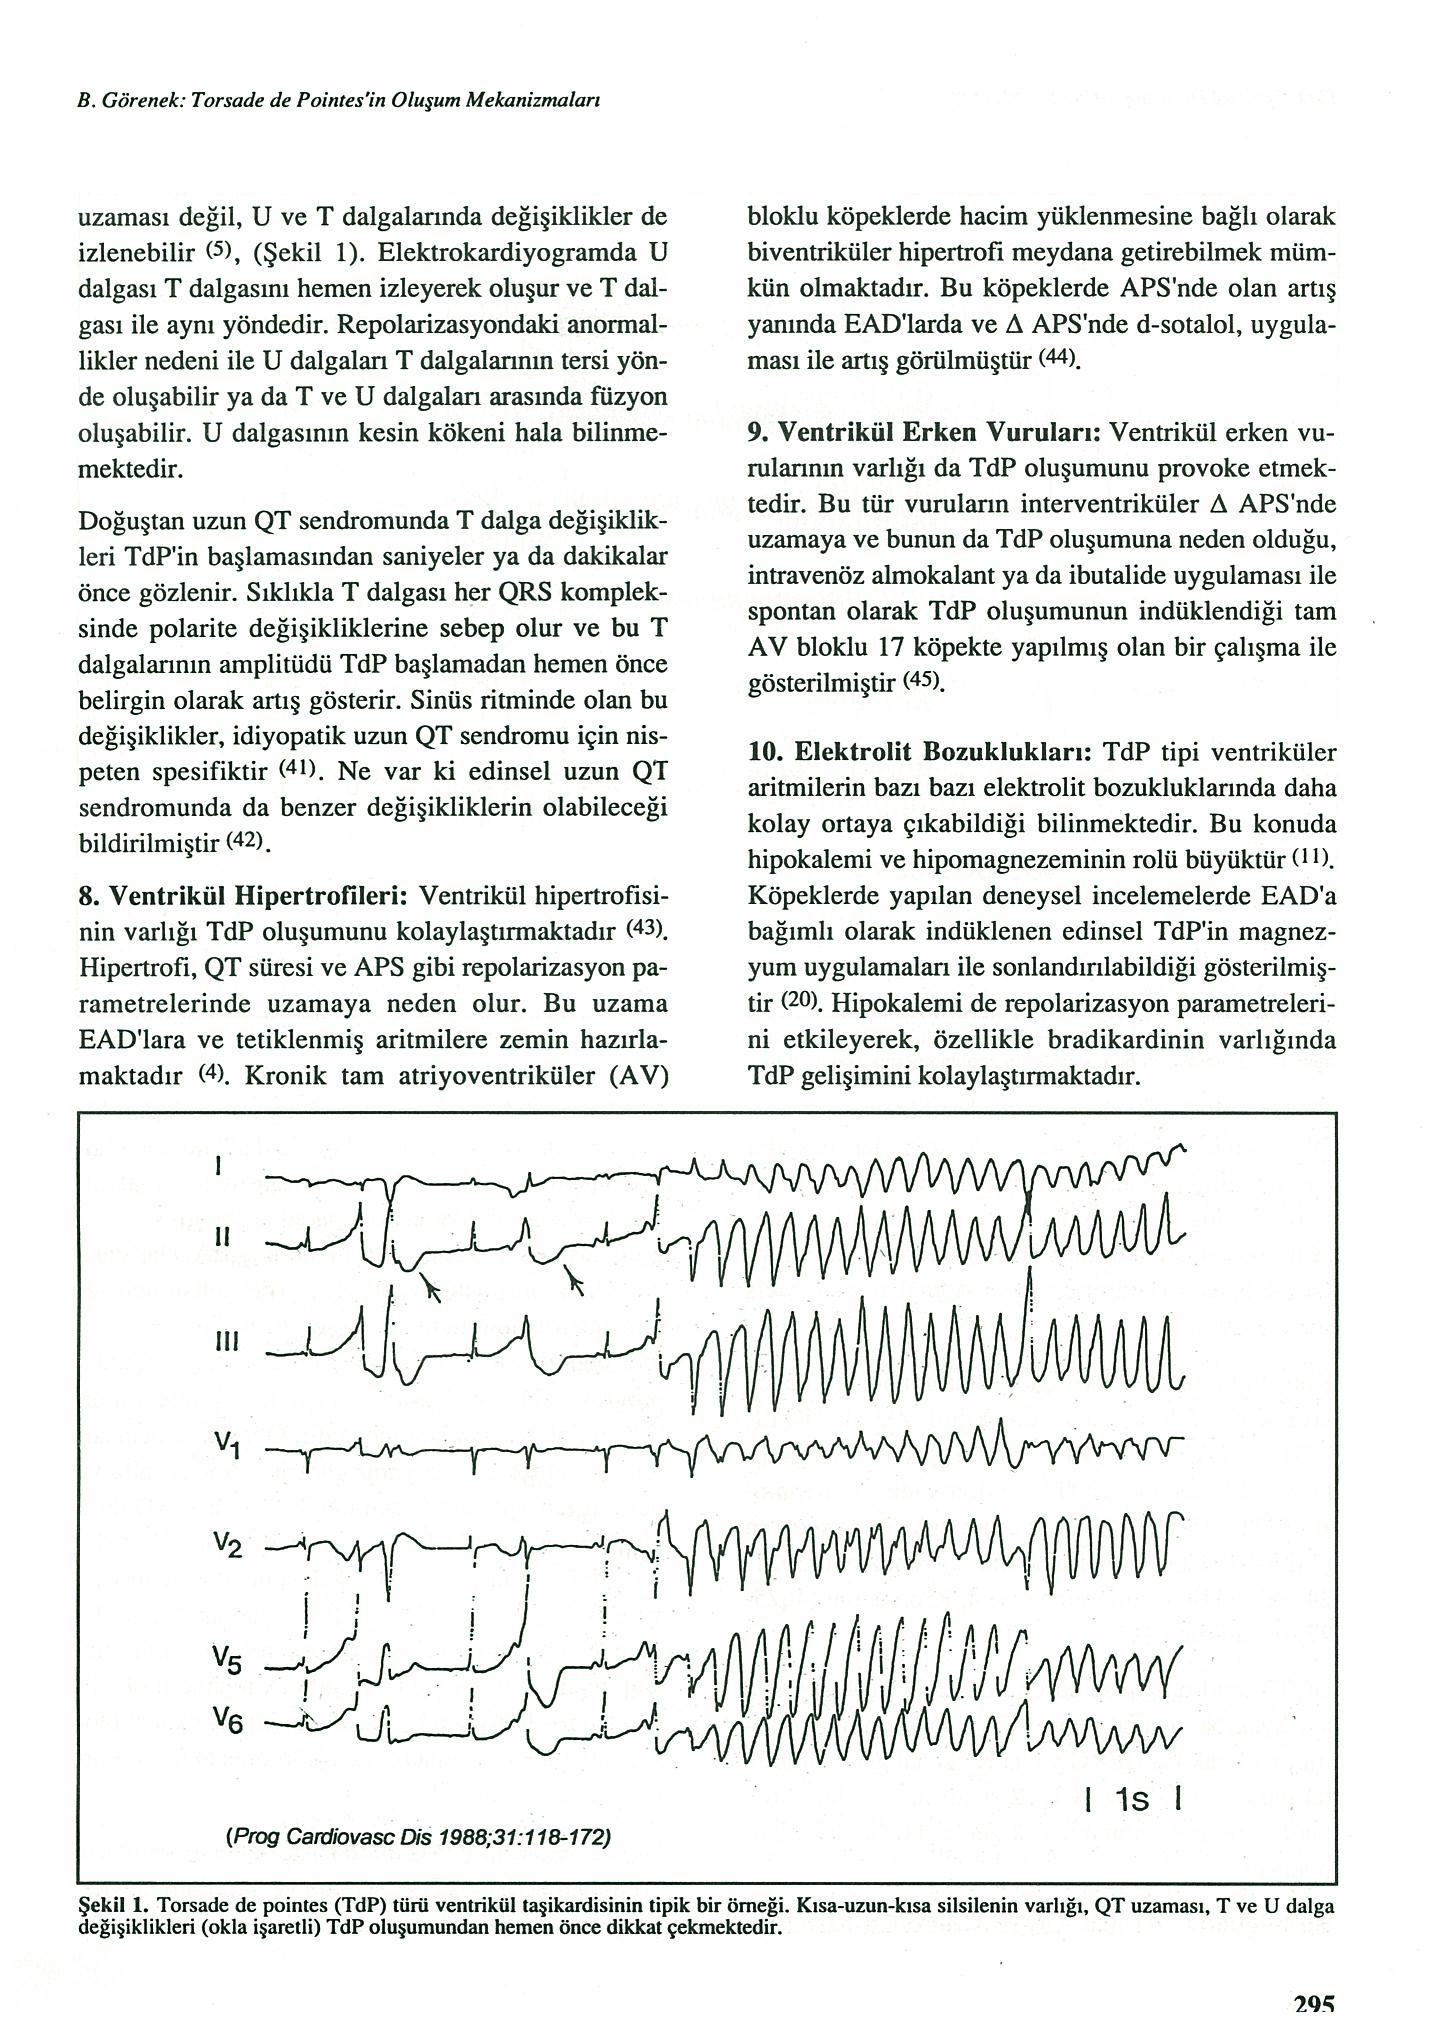 B. Görenek: Torsade de Pointes'in Oluşum Mekanizmaları
uzaması değil, U ve T dalgalarında değişiklikler de
izlenebilir (5), (Şekil 1). Elektrokardiyogramda U
dalgası T dalgasını hemen izleyerek oluşur ve T dal-
gası ile aynı yöndedir. Repolarizasyondaki anormal-
likler nedeni ile U dalgaları T dalgalarının tersi yön-
de oluşabilir ya da T ve U dalgaları arasında füzyon
oluşabilir. U dalgasının kesin kökeni hala bilinme-
mektedir.
Doğuştan uzun QT sendromunda T dalga değişiklik-
leri TdP'in başlamasından saniyeler ya da dakikalar
önce gözlenir. Sıklıkla T dalgası her QRS komplek-
sinde polarite değişikliklerine sebep olur ve bu T
dalgalarının amplitüdü TdP başlamadan hemen önce
belirgin olarak artış gösterir. Sinüs ritminde olan bu
değişiklikler, idiyopatik uzun QT sendromu için nis-
peten spesifiktir (41). Ne var ki edinsel uzun QT
sendromunda da benzer değişikliklerin olabileceği
bildirilmiştir (42).
8. Ventrikül Hipertrofileri: Ventrikül hipertrofisi-
nin varlığı TdP oluşumunu kolaylaştırmaktadır (43).
Hipertrofi, QT süresi ve APS gibi repolarizasyon pa-
rametrelerinde uzamaya neden olur. Bu uzama
EAD'lara ve tetiklenmiş aritmilere zemin hazırla-
maktadır (4). Kronik tam atriyoventriküler (AV)
bloklu köpeklerde hacim yüklenmesine bağlı olarak
biventriküler hipertrofi meydana getirebilmek müm-
kün olmaktadır. Bu köpeklerde APS'nde olan artış
yanında EAD'larda ve Δ APS'nde d-sotalol, uygula-
ması ile artış görülmüştür (44).
9. Ventrikül Erken Vuruları: Ventrikül erken vu-
rularının varlığı da TdP oluşumunu provoke etmek-
tedir. Bu tür vuruların interventriküler Δ APS'nde
uzamaya ve bunun da TdP oluşumuna neden olduğu,
intravenöz almokalant ya da ibutalide uygulaması ile
spontan olarak TdP oluşumunun indüklendiği tam
AV bloklu 17 köpekte yapılmış olan bir çalışma ile
gösterilmiştir (45).
10. Elektrolit Bozuklukları: TdP tipi ventriküler
aritmilerin bazı bazı elektrolit bozukluklarında daha
kolay ortaya çıkabildiği bilinmektedir. Bu konuda
hipokalemi ve hipomagnezeminin rolü büyüktür (11).
Köpeklerde yapılan deneysel incelemelerde EAD'a
bağımlı olarak indüklenen edinsel TdP'in magnez-
yum uygulamaları ile sonlandırılabildiği gösterilmiş-
tir (20). Hipokalemi de repolarizasyon parametreleri-
ni etkileyerek, özellikle bradikardinin varlığında
TdP gelişimini kolaylaştırmaktadır.
I
II
III
V1
V2
V5
V6
1s
(Prog Cardiovasc Dis 1988;31:118-172)
Şekil 1. Torsade de pointes (TdP) türü ventrikül taşikardisinin tipik bir örneği. Kısa-uzun-kısa silsilenin varlığı, QT uzaması, T ve U dalga
değişiklikleri (okla işaretli) TdP oluşumundan hemen önce dikkat çekmektedir.
295